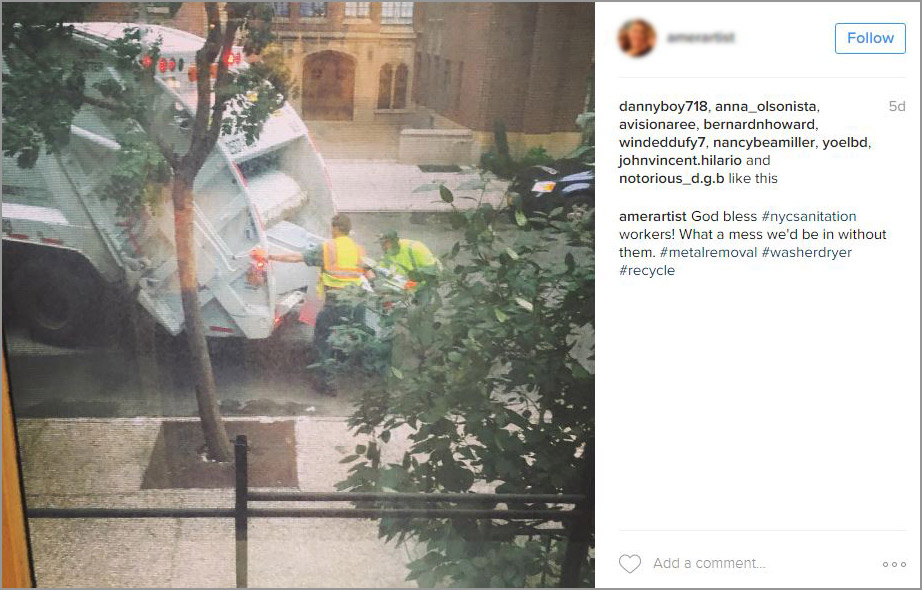 Follow
dannyboy718, anna_olsonista,
5d
avisionaree, bernardnhoward,
windeddufy7, nancybeamiller, yoelbd,
johnvincent.hilario and
notorious_d.g.b like this
amerartist God bless #nycsanitation
workers! What a mess we'd be in without
them. #metalremoval #washerdryer
#recycle
Add a comment...